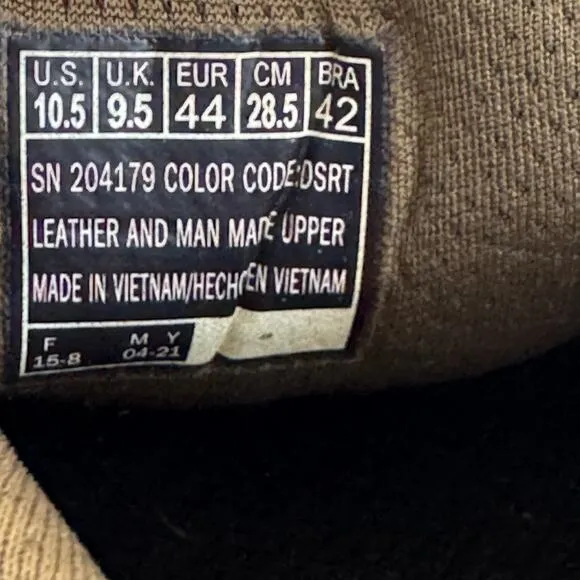 U.S. U.K. EUR CM BRA
10.5 9.5 44 28.5 42
SN 204179 COLOR CODE:DSRT
LEATHER AND MAN MADE UPPER
MADE IN VIETNAM/HECHO EN VIETNAM
F M Y
15-8 04-21